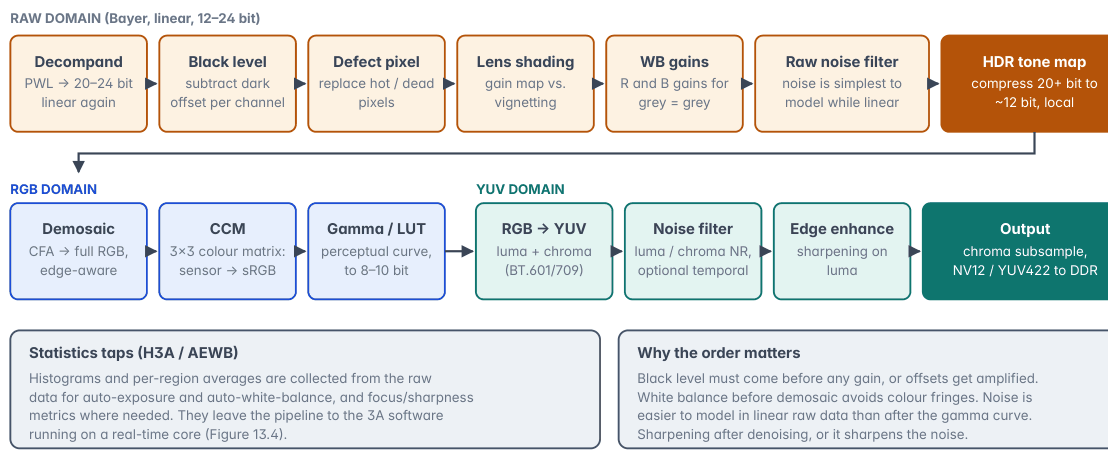 RAW DOMAIN (Bayer, linear, 12–24 bit)
Decompand
PWL → 20–24 bit
linear again
Black level
subtract dark
offset per channel
Defect pixel
replace hot / dead
pixels
Lens shading
gain map vs.
vignetting
WB gains
R and B gains for
grey = grey
Raw noise filter
noise is simplest to
model while linear
HDR tone map
compress 20+ bit to
~12 bit, local
RGB DOMAIN
YUV DOMAIN
Demosaic
CFA → full RGB,
edge-aware
CCM
3×3 colour matrix:
sensor → sRGB
Gamma / LUT
perceptual curve,
to 8–10 bit
RGB → YUV
luma + chroma
(BT.601/709)
Noise filter
luma / chroma NR,
optional temporal
Edge enhance
sharpening on
luma
Output
chroma subsample,
NV12 / YUV422 to DDR
Statistics taps (H3A / AEWB)
Histograms and per-region averages are collected from the raw
data for auto-exposure and auto-white-balance, and focus/sharpness
metrics where needed. They leave the pipeline to the 3A software
running on a real-time core (Figure 13.4).
Why the order matters
Black level must come before any gain, or offsets get amplified.
White balance before demosaic avoids colour fringes. Noise is
easier to model in linear raw data than after the gamma curve.
Sharpening after denoising, or it sharpens the noise.